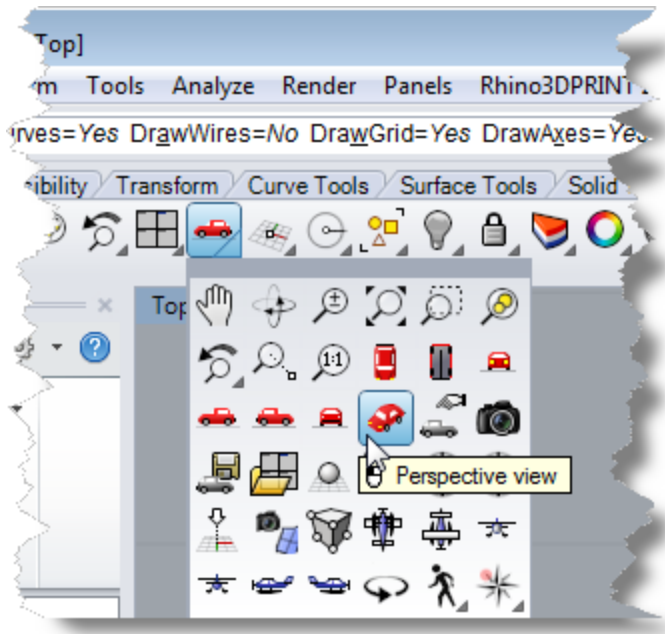 Top]
Tools Analyze Render Panels Rhino3DPRINT
rves=Yes DrawWires=No DrawGrid=Yes DrawAxes=Yes
ibility Transform Curve Tools Surface Tools Solid
Top
1:1
Perspective view